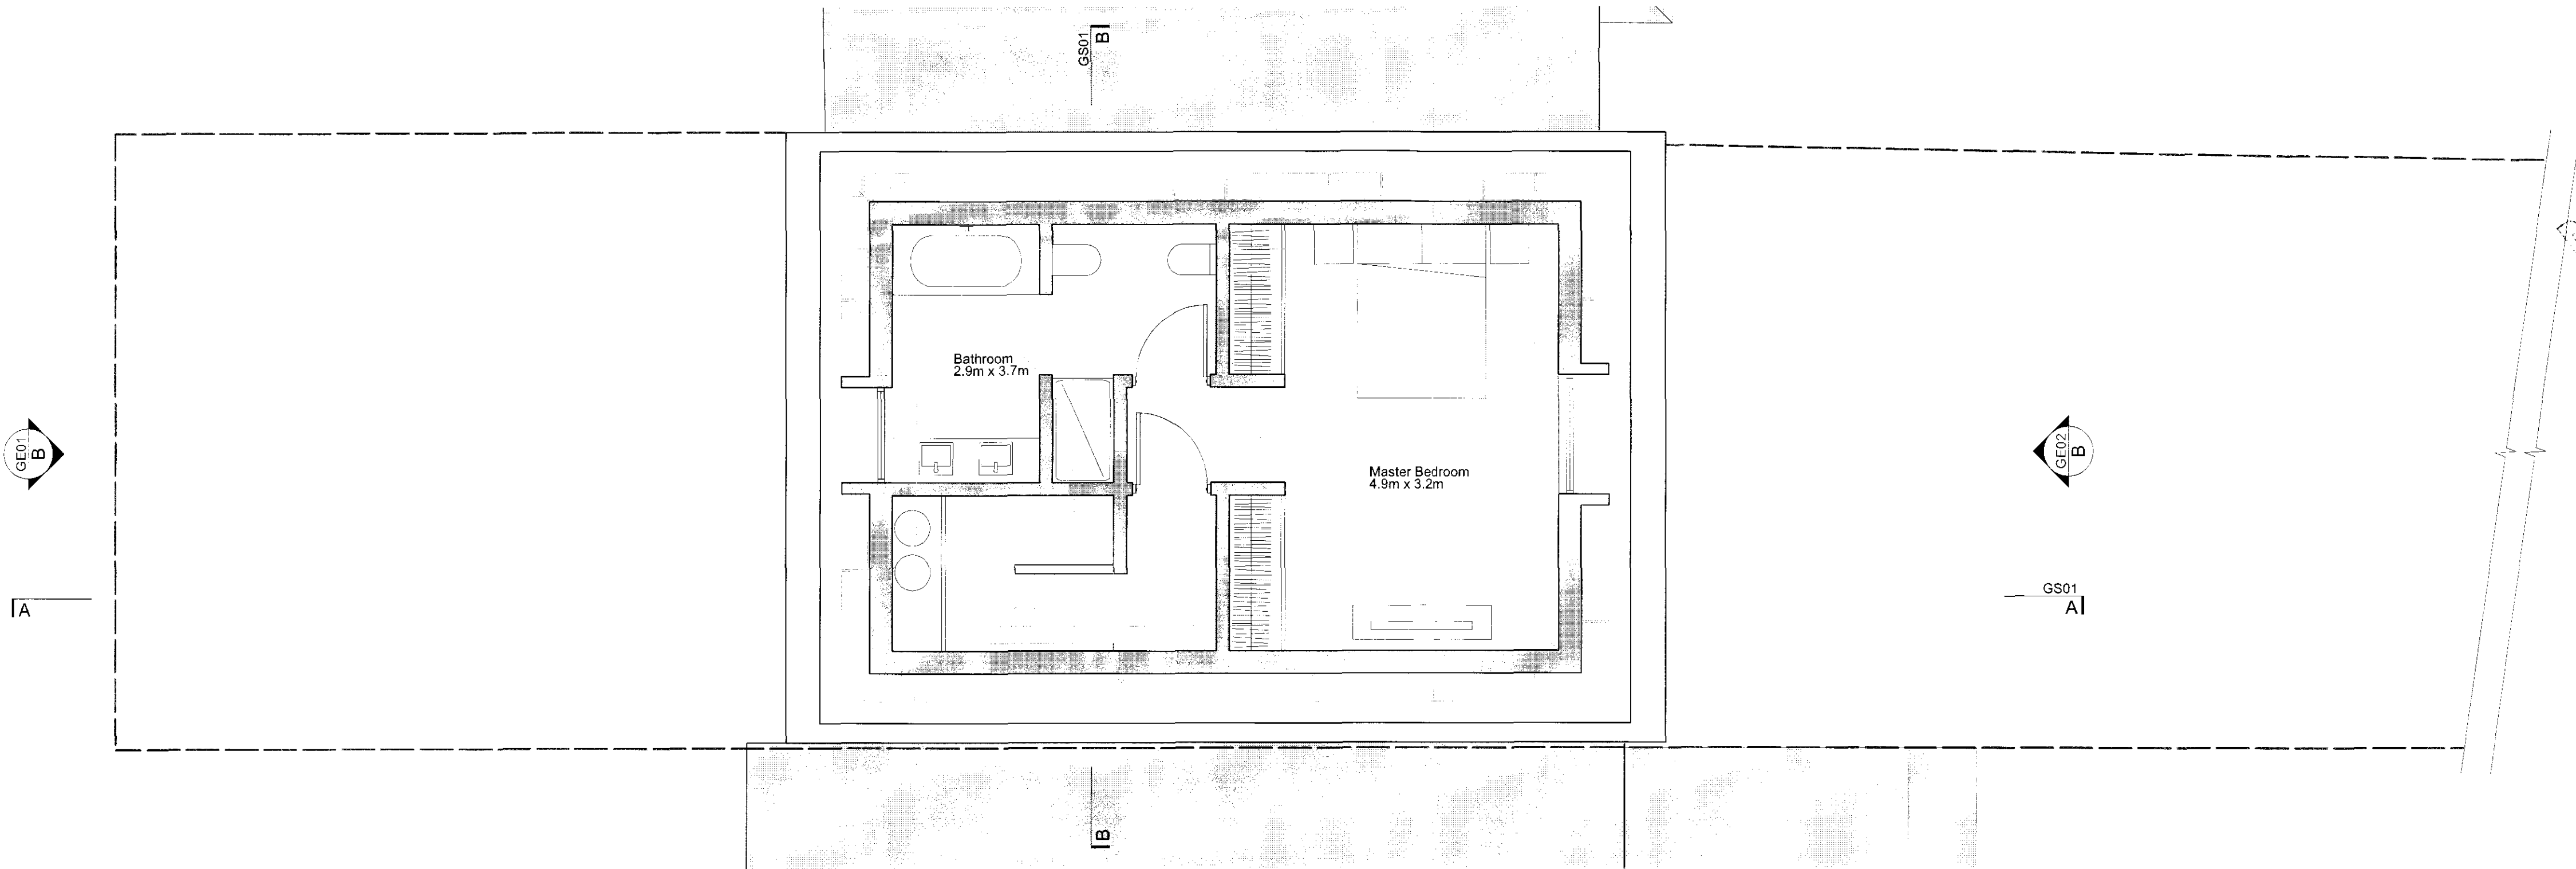 GS01
B
Bathroom
2.9m x 3.7m
GE01
B
GE02
B
Master Bedroom
4.9m x 3.2m
A
GS01
A
B